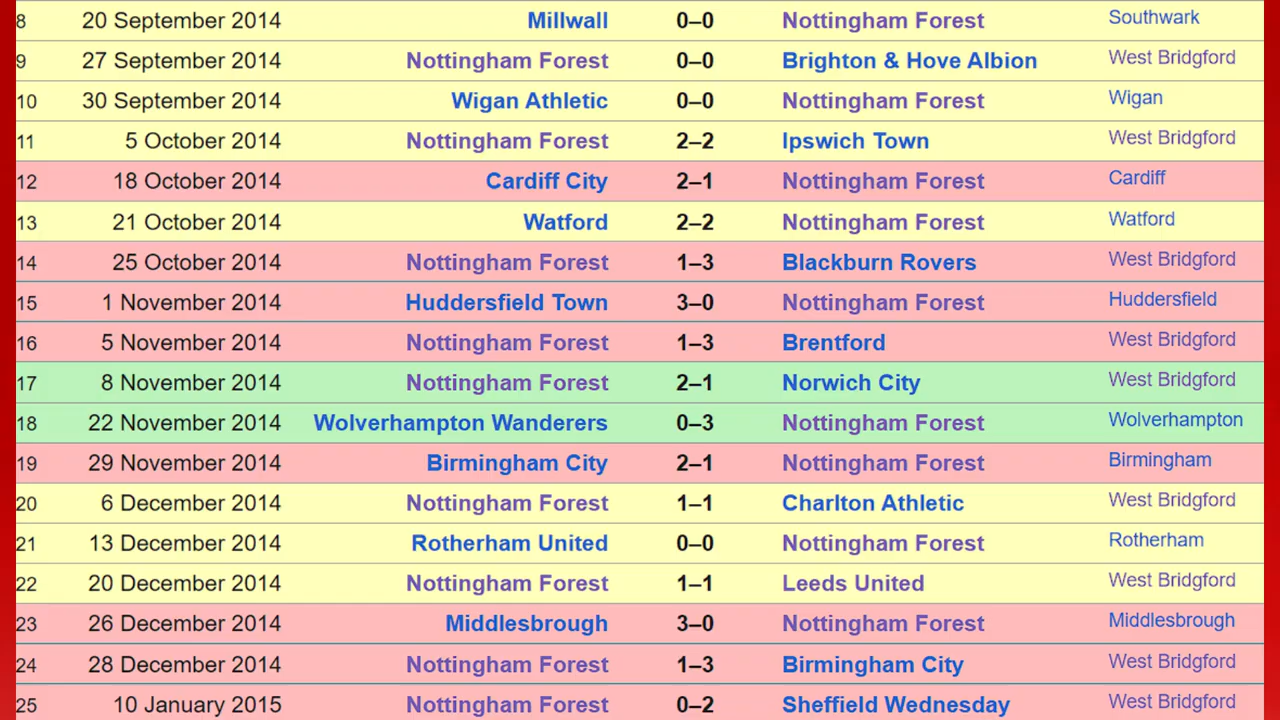 8 20 September 2014 Millwall 0–0 Nottingham Forest Southwark
9 27 September 2014 Nottingham Forest 0–0 Brighton & Hove Albion West Bridgford
10 30 September 2014 Wigan Athletic 0–0 Nottingham Forest Wigan
11 5 October 2014 Nottingham Forest 2–2 Ipswich Town West Bridgford
12 18 October 2014 Cardiff City 2–1 Nottingham Forest Cardiff
13 21 October 2014 Watford 2–2 Nottingham Forest Watford
14 25 October 2014 Nottingham Forest 1–3 Blackburn Rovers West Bridgford
15 1 November 2014 Huddersfield Town 3–0 Nottingham Forest Huddersfield
16 5 November 2014 Nottingham Forest 1–3 Brentford West Bridgford
17 8 November 2014 Nottingham Forest 2–1 Norwich City West Bridgford
18 22 November 2014 Wolverhampton Wanderers 0–3 Nottingham Forest Wolverhampton
19 29 November 2014 Birmingham City 2–1 Nottingham Forest Birmingham
20 6 December 2014 Nottingham Forest 1–1 Charlton Athletic West Bridgford
21 13 December 2014 Rotherham United 0–0 Nottingham Forest Rotherham
22 20 December 2014 Nottingham Forest 1–1 Leeds United West Bridgford
23 26 December 2014 Middlesbrough 3–0 Nottingham Forest Middlesbrough
24 28 December 2014 Nottingham Forest 1–3 Birmingham City West Bridgford
25 10 January 2015 Nottingham Forest 0–2 Sheffield Wednesday West Bridgford